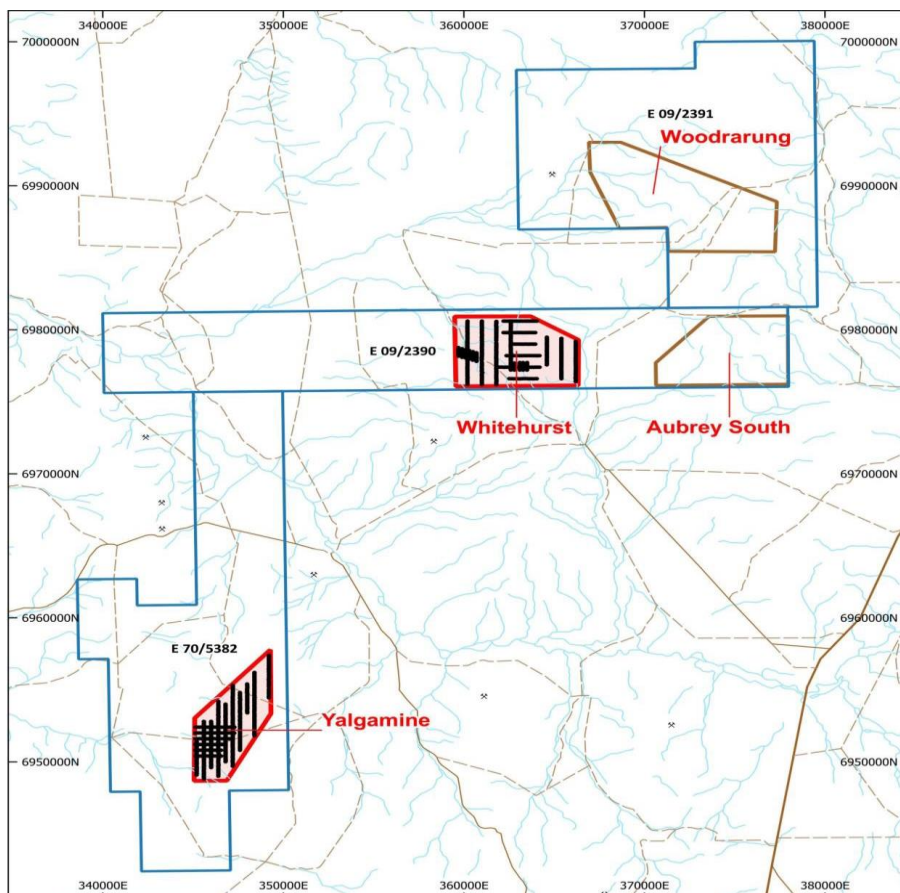 340000E 350000E 360000E 370000E 380000E
7000000N 7000000N
E 09/2391
Woodrarung
6990000N 6990000N
6980000N 6980000N
E 09/2390
Whitehurst Aubrey South
6970000N 6970000N
6960000N 6960000N
E 70/5382
Yalgamine
6950000N 6950000N
340000E 350000E 360000E 370000E 380000E